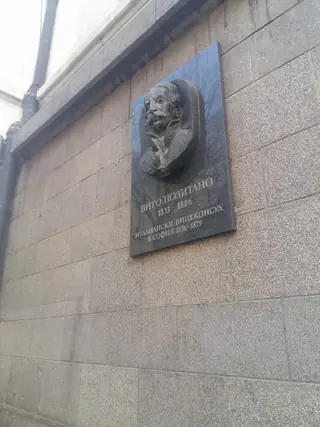 ВИТО ПОЗИТАНО
1833 - 1886
ИТАЛИАНСКИ ВИЦЕКОНСУЛ
В СОФИЯ 1876 - 1879